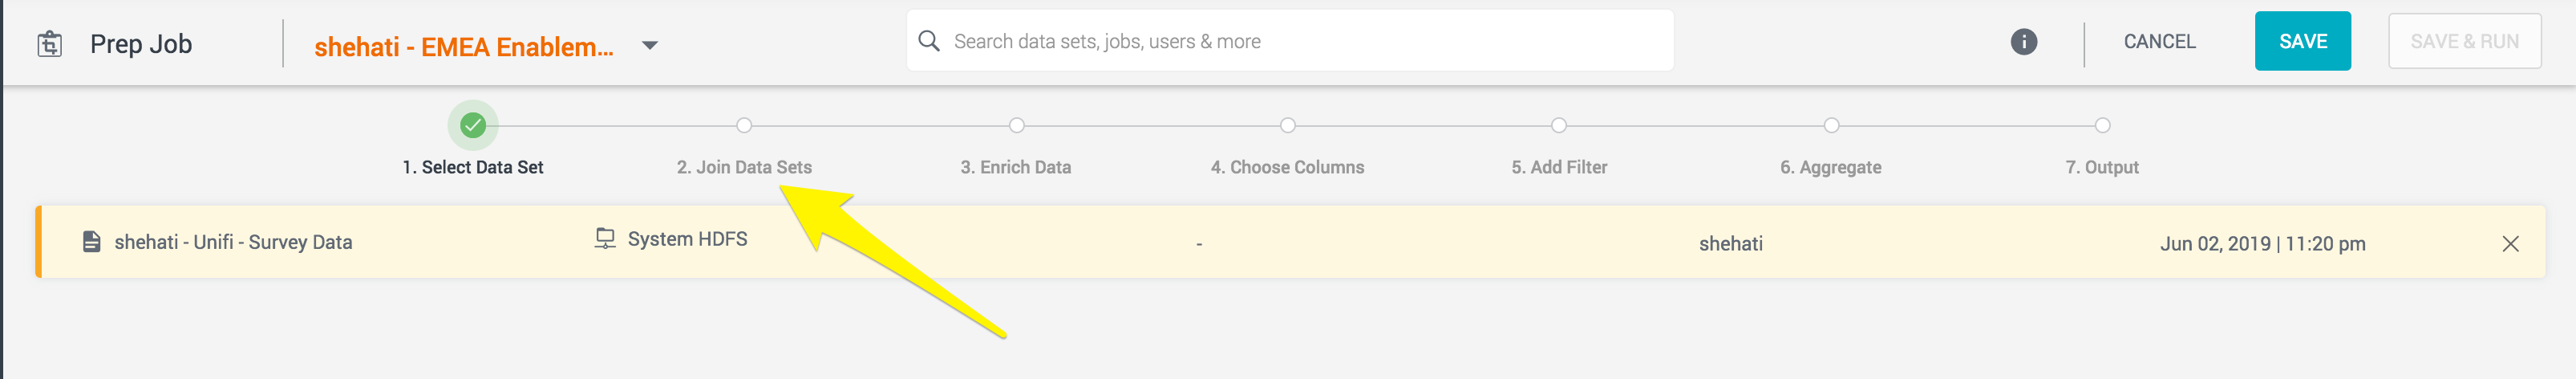 Prep Job
shehati - EMEA Enablem...
Search data sets, jobs, users & more
CANCEL
SAVE
SAVE & RUN
1. Select Data Set
2. Join Data Sets
3. Enrich Data
4. Choose Columns
5. Add Filter
6. Aggregate
7. Output
shehati - Unifi - Survey Data
System HDFS
-
shehati
Jun 02, 2019 | 11:20 pm